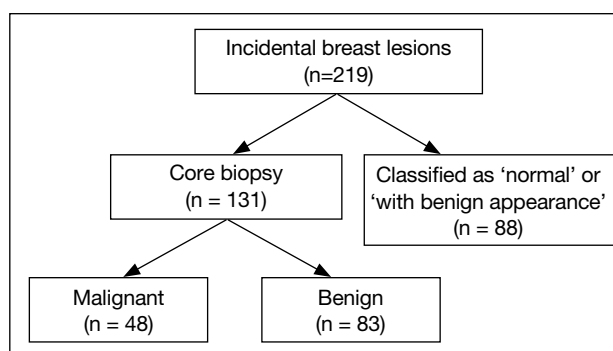 Incidental breast lesions
(n=219)
Core biopsy
(n = 131)
Classified as ‘normal’ or
‘with benign appearance’
(n = 88)
Malignant
(n = 48)
Benign
(n = 83)